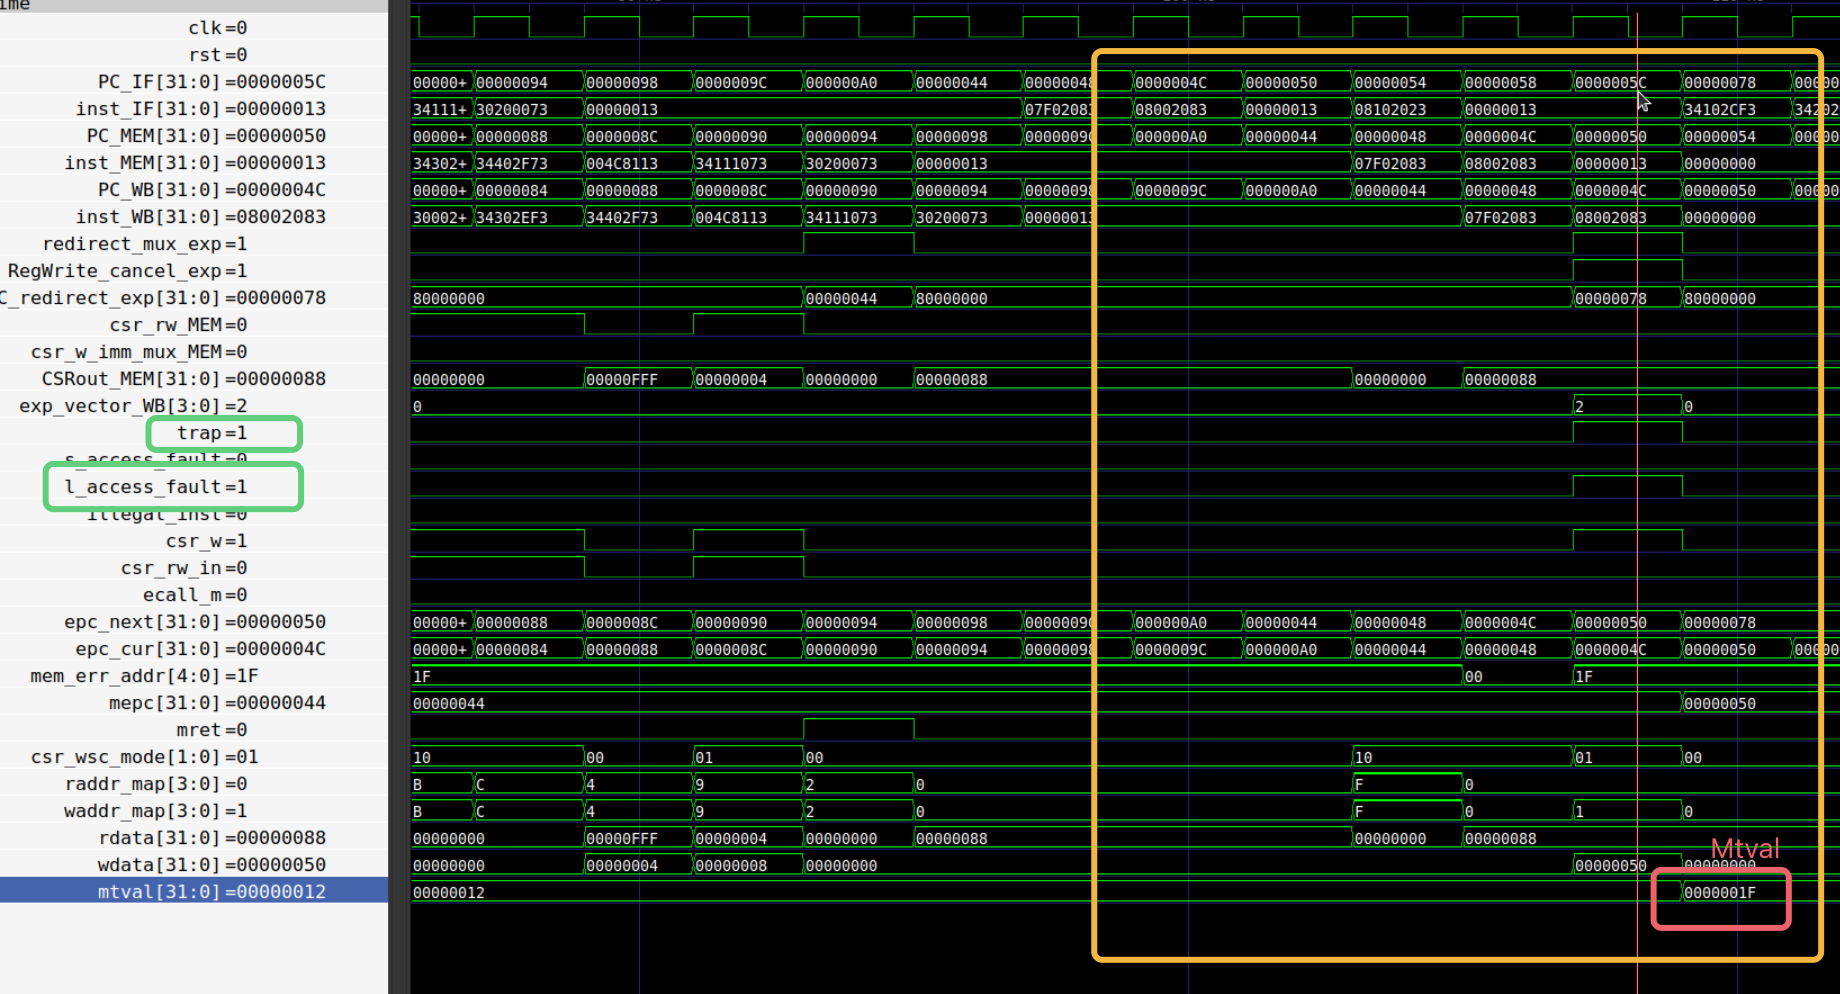 ime
clk=0
rst=0
PC_IF[31:0]=0000005C 00000+ 00000094 00000098 0000009C 000000A0 00000044 00000048 0000004C 00000050 00000054 00000058 0000005C 00000078 00000
inst_IF[31:0]=00000013 34111+ 30200073 00000013 07F02083 08002083 00000013 08102023 00000013 34102CF3 34202
PC_MEM[31:0]=00000050 00000+ 00000088 0000008C 00000090 00000094 00000098 0000009C 000000A0 00000044 00000048 0000004C 00000050 00000054 00000
inst_MEM[31:0]=00000013 34302+ 34402F73 004C8113 34111073 30200073 00000013 07F02083 08002083 00000013 00000000
PC_WB[31:0]=0000004C 00000+ 00000084 00000088 0000008C 00000090 00000094 00000098 0000009C 000000A0 00000044 00000048 0000004C 00000050 00000
inst_WB[31:0]=08002083 30002+ 34302EF3 34402F73 004C8113 34111073 30200073 00000013 07F02083 08002083 00000000
redirect_mux_exp=1
RegWrite_cancel_exp=1
C_redirect_exp[31:0]=00000078 80000000 00000044 80000000 00000078 80000000
csr_rw_MEM=0
csr_w_imm_mux_MEM=0
CSRout_MEM[31:0]=00000088 00000000 00000FFF 00000004 00000000 00000088 00000000 00000088
exp_vector_WB[3:0]=2 0 2 0
trap=1
s_access_fault=0
l_access_fault=1
illegal_inst=0
csr_w=1
csr_rw_in=0
ecall_m=0
epc_next[31:0]=00000050 00000+ 00000088 0000008C 00000090 00000094 00000098 0000009C 000000A0 00000044 00000048 0000004C 00000050 00000078
epc_cur[31:0]=0000004C 00000+ 00000084 00000088 0000008C 00000090 00000094 00000098 0000009C 000000A0 00000044 00000048 0000004C 00000050 00000
mem_err_addr[4:0]=1F 1F 00 1F
mepc[31:0]=00000044 00000044 00000050
mret=0
csr_wsc_mode[1:0]=01 10 00 01 00 10 01 00
raddr_map[3:0]=0 B C 4 9 2 0 F 0
waddr_map[3:0]=1 B C 4 9 2 0 F 0 1 0
rdata[31:0]=00000088 00000000 00000FFF 00000004 00000000 00000088 00000000 00000088
Mtval
wdata[31:0]=00000050 00000000 00000004 00000008 00000000 00000050 00000000
mtval[31:0]=00000012 00000012 0000001F